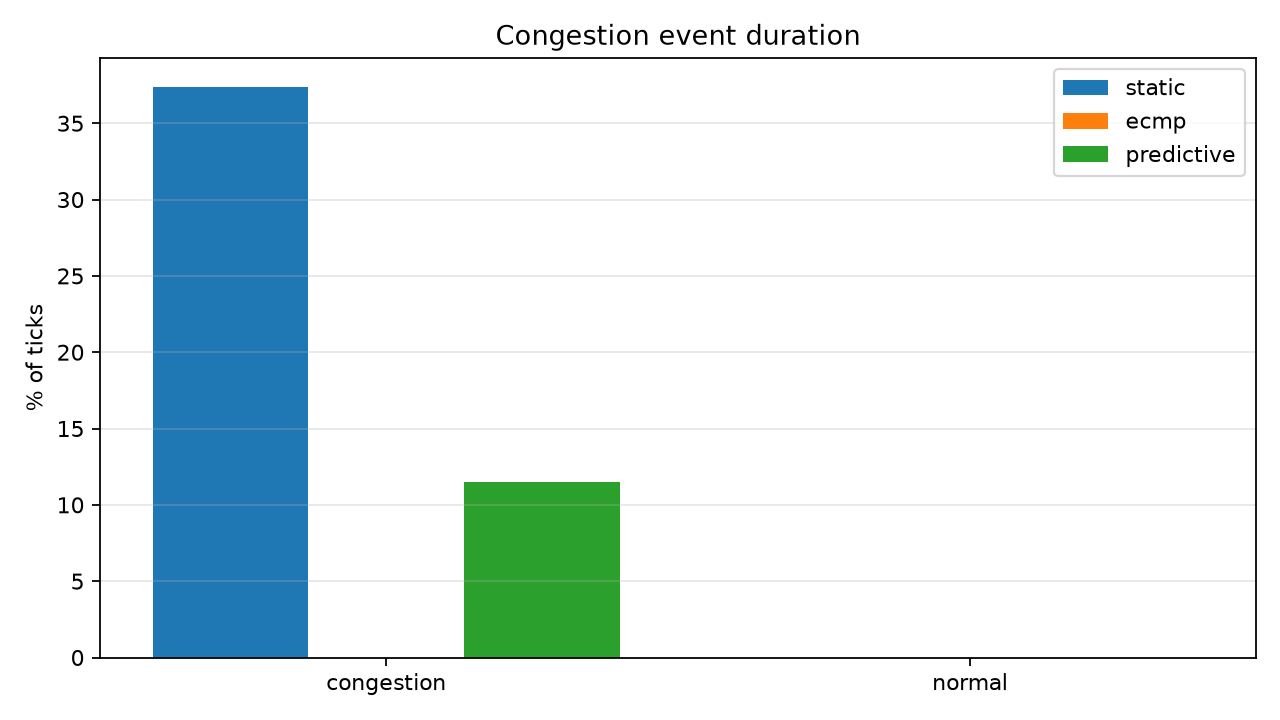 Congestion event duration
static
ecmp
predictive
% of ticks
35
30
25
20
15
10
5
0
congestion
normal